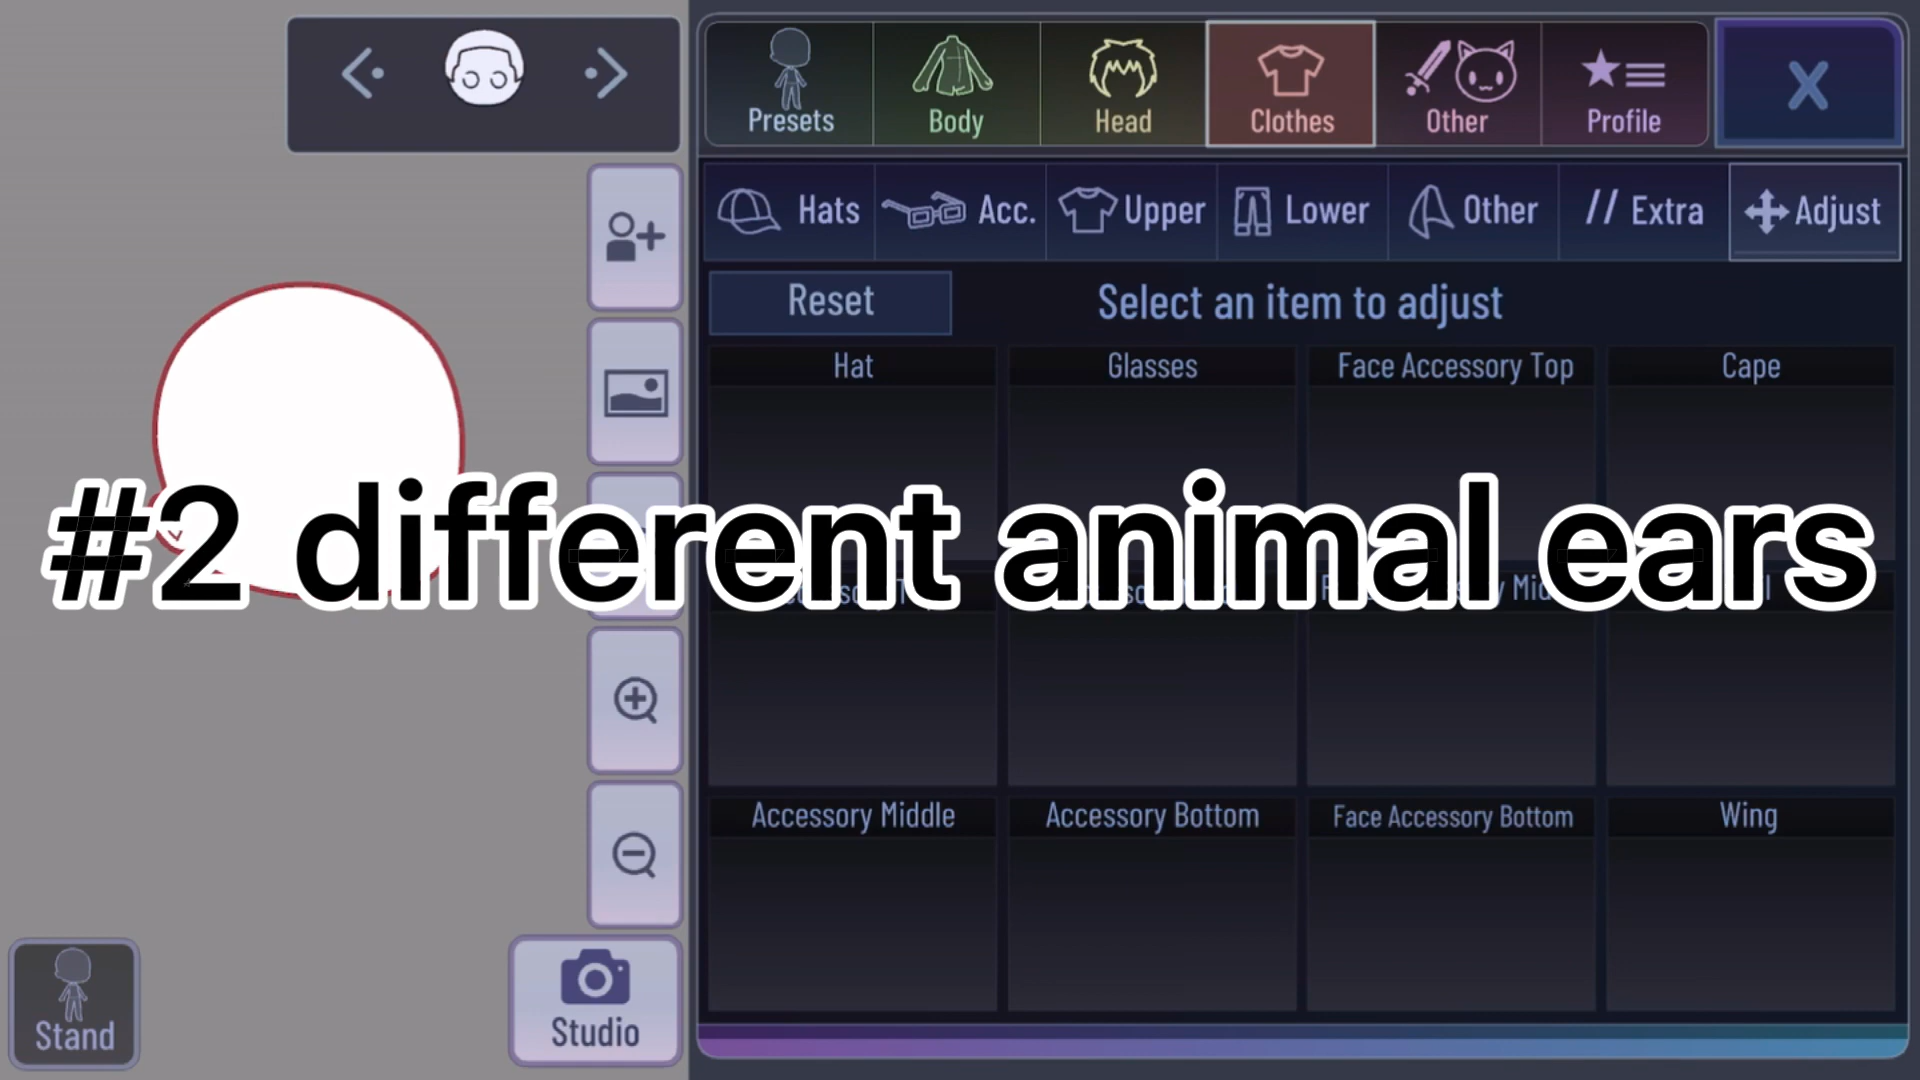 Presets Body Head Clothes Other Profile X
Hats Acc. Upper Lower Other // Extra Adjust
Reset Select an item to adjust
Hat Glasses Face Accessory Top Cape
#2 different animal ears
Accessory Middle Accessory Bottom Face Accessory Bottom Wing
Stand
Studio